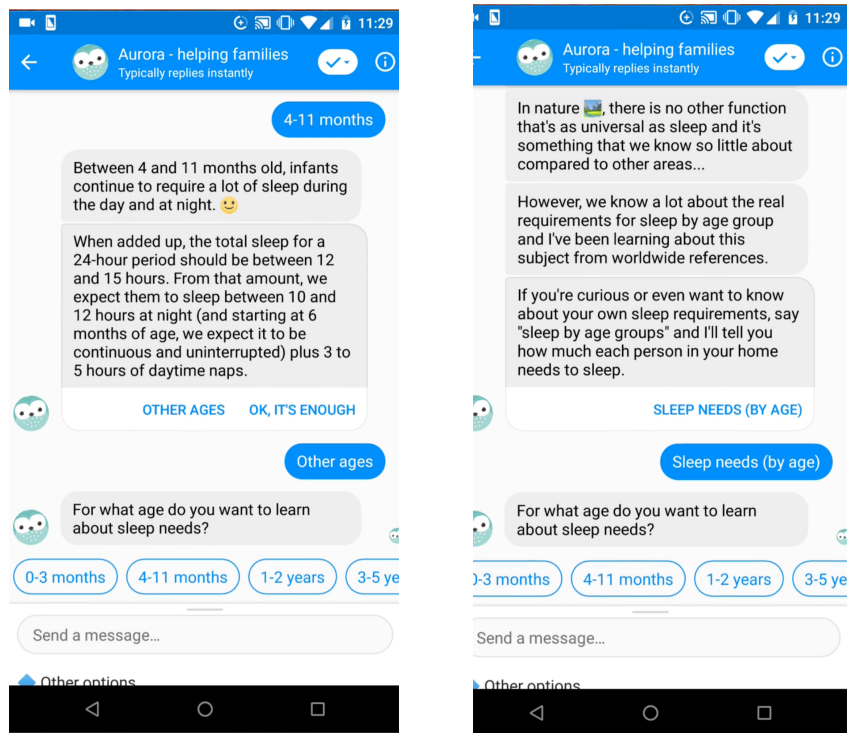 11:29
Aurora - helping families
Typically replies instantly
4-11 months
Between 4 and 11 months old, infants
continue to require a lot of sleep during
the day and at night. 🙂
When added up, the total sleep for a
24-hour period should be between 12
and 15 hours. From that amount, we
expect them to sleep between 10 and
12 hours at night (and starting at 6
months of age, we expect it to be
continuous and uninterrupted) plus 3 to
5 hours of daytime naps.
OTHER AGES OK, IT'S ENOUGH
Other ages
For what age do you want to learn
about sleep needs?
0-3 months 4-11 months 1-2 years 3-5 ye
Send a message...
Other options
11:29
Aurora - helping families
Typically replies instantly
In nature 🏞️, there is no other function
that's as universal as sleep and it's
something that we know so little about
compared to other areas...
However, we know a lot about the real
requirements for sleep by age group
and I've been learning about this
subject from worldwide references.
If you're curious or even want to know
about your own sleep requirements, say
"sleep by age groups" and I'll tell you
how much each person in your home
needs to sleep.
SLEEP NEEDS (BY AGE)
Sleep needs (by age)
For what age do you want to learn
about sleep needs?
0-3 months 4-11 months 1-2 years 3-5 ye
Send a message...
Other options